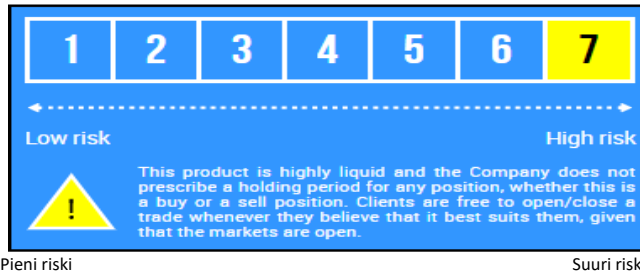 1 2 3 4 5 6 7
Low risk High risk
This product is highly liquid and the Company does not
prescribe a holding period for any position, whether this is
a buy or a sell position. Clients are free to open/close a
trade whenever they believe that it best suits them, given
that the markets are open.
!
Pieni riski Suuri risk